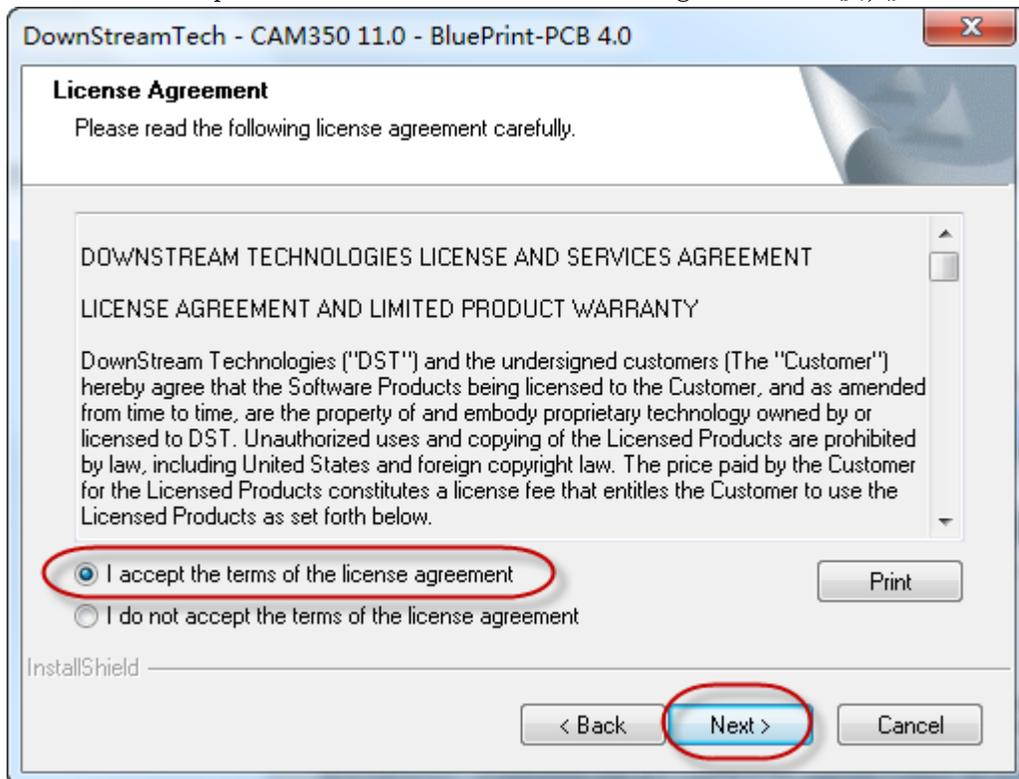 DownStreamTech - CAM350 11.0 - BluePrint-PCB 4.0
License Agreement
Please read the following license agreement carefully.
DOWNSTREAM TECHNOLOGIES LICENSE AND SERVICES AGREEMENT
LICENSE AGREEMENT AND LIMITED PRODUCT WARRANTY
DownStream Technologies ("DST") and the undersigned customers (The "Customer")
hereby agree that the Software Products being licensed to the Customer, and as amended
from time to time, are the property of and embody proprietary technology owned by or
licensed to DST. Unauthorized uses and copying of the Licensed Products are prohibited
by law, including United States and foreign copyright law. The price paid by the Customer
for the Licensed Products constitutes a license fee that entitles the Customer to use the
Licensed Products as set forth below.
I accept the terms of the license agreement
Print
I do not accept the terms of the license agreement
InstallShield
< Back
Next >
Cancel